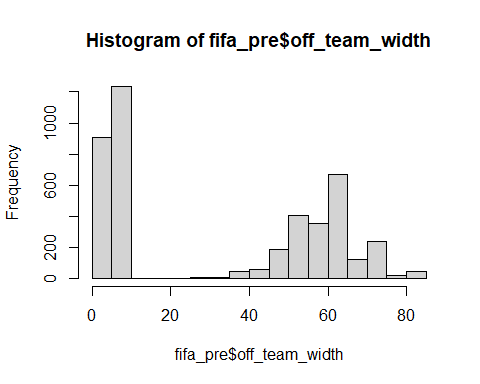 Histogram of fifa_pre$off_team_width
Frequency
1000
600
200
0
0 20 40 60 80
fifa_pre$off_team_width